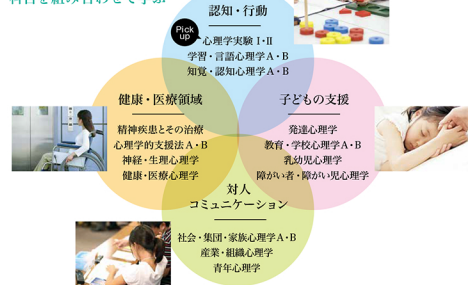 科目を組み合わせて学ぶ
認知・行動
Pick
up
心理学実験Ⅰ・Ⅱ
学習・言語心理学A・B
知覚・認知心理学A・B
健康・医療領域
精神疾患とその治療
心理学的支援法A・B
神経・生理心理学
健康・医療心理学
子どもの支援
発達心理学
教育・学校心理学A・B
乳幼児心理学
障がい者・障がい児心理学
対人
コミュニケーション
社会・集団・家族心理学A・B
産業・組織心理学
青年心理学